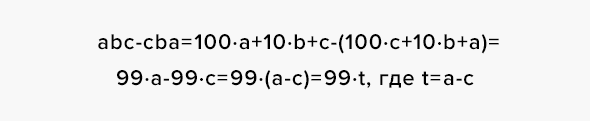 abc-cba=100·a+10·b+c-(100·c+10·b+a)=
99·a-99·c=99·(a-c)=99·t, где t=a-c